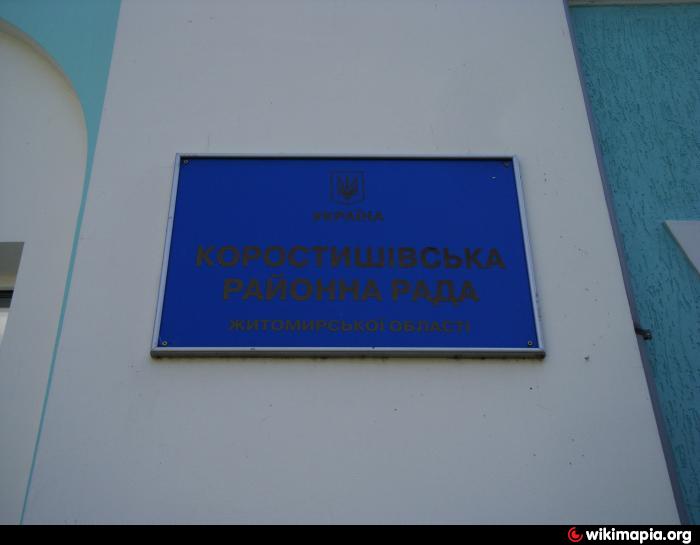 УКРАЇНА
КОРОСТИШІВСЬКА
РАЙОННА РАДА
ЖИТОМИРСЬКОЇ ОБЛАСТІ
wikimapia.org